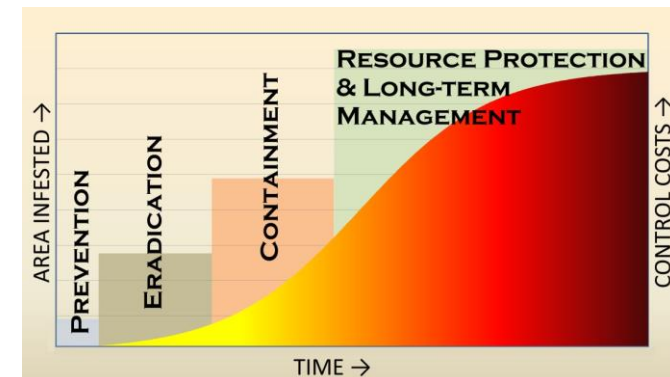 RESOURCE PROTECTION
& LONG-TERM
MANAGEMENT
CONTAINMENT
ERADICATION
PREVENTION
AREA INFESTED →
CONTROL COSTS →
TIME →